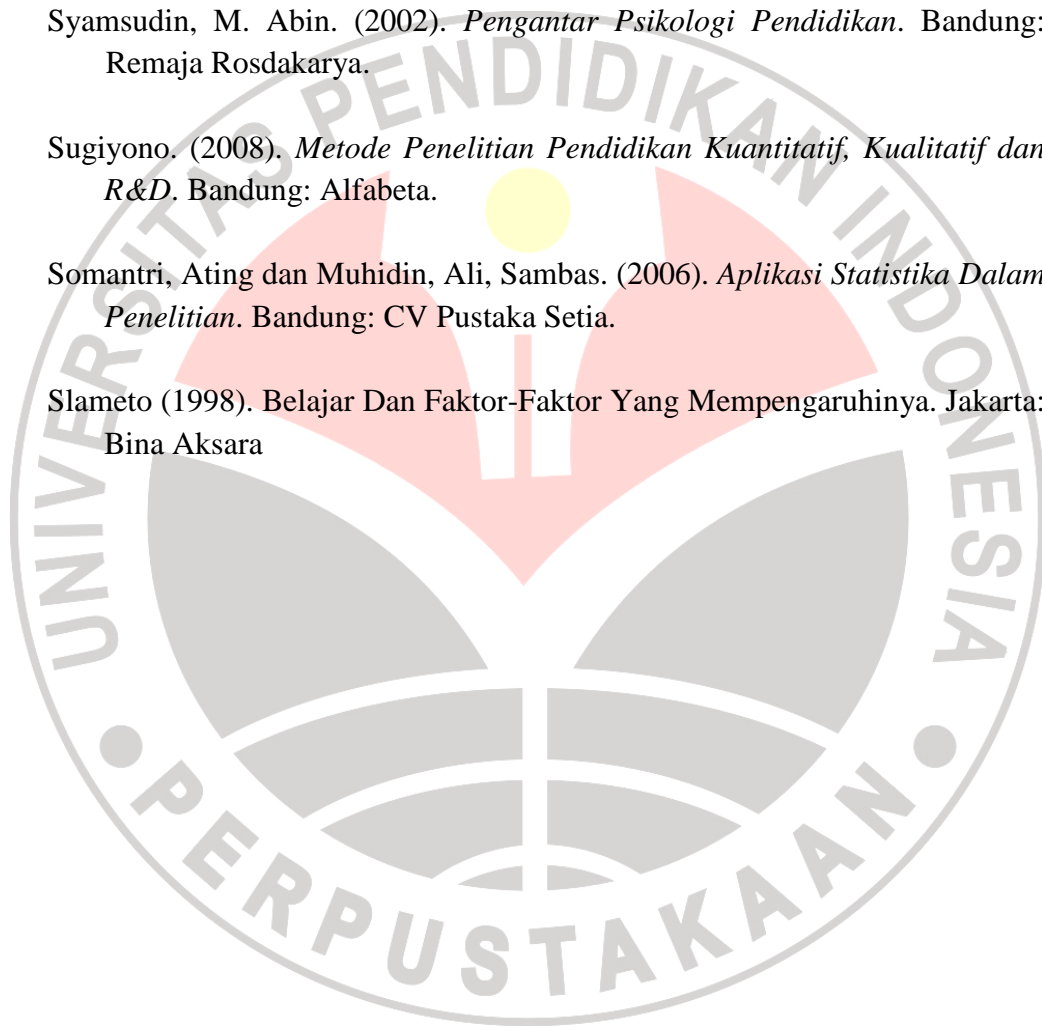 Syamsudin, M. Abin. (2002). Pengantar Psikologi Pendidikan. Bandung:
Remaja Rosdakarya.
Sugiyono. (2008). Metode Penelitian Pendidikan Kuantitatif, Kualitatif dan
R&D. Bandung: Alfabeta.
Somantri, Ating dan Muhidin, Ali, Sambas. (2006). Aplikasi Statistika Dalam
Penelitian. Bandung: CV Pustaka Setia.
Slameto (1998). Belajar Dan Faktor-Faktor Yang Mempengaruhinya. Jakarta:
Bina Aksara
UNIVERSITAS PENDIDIKAN INDONESIA
PERPUSTAKAAN